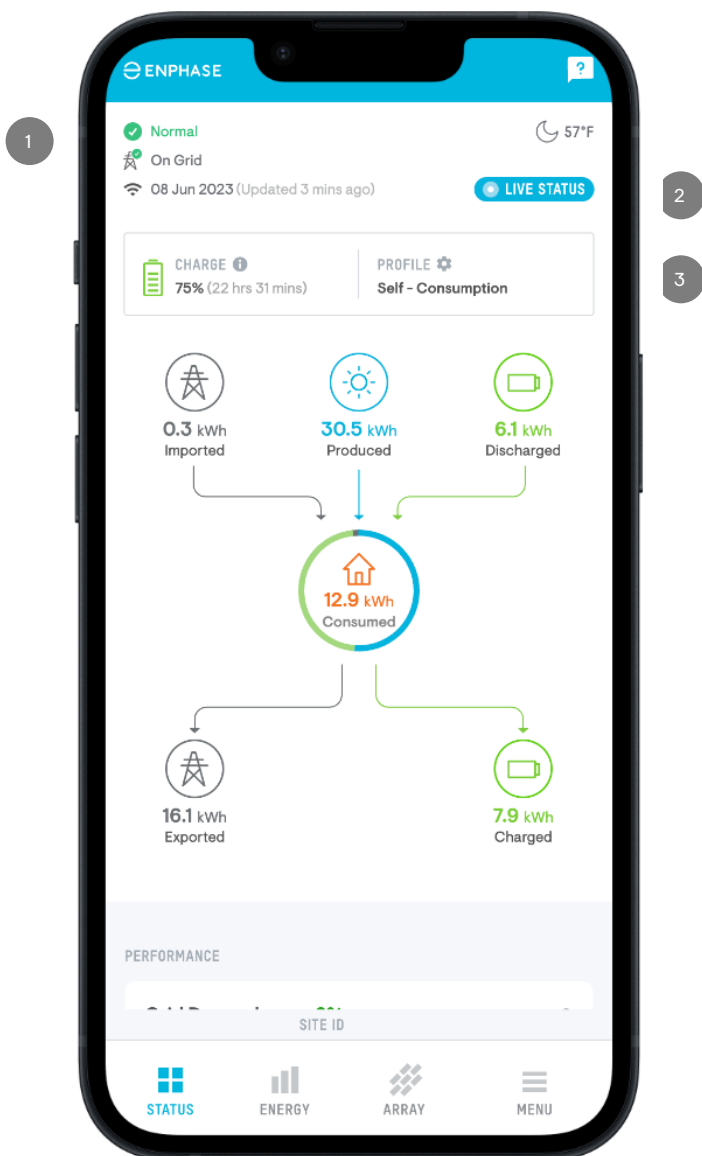 ENPHASE
?
1
Normal
57°F
On Grid
08 Jun 2023 (Updated 3 mins ago)
LIVE STATUS
2
CHARGE i
PROFILE
3
75% (22 hrs 31 mins)
Self - Consumption
0.3 kWh
Imported
30.5 kWh
Produced
6.1 kWh
Discharged
12.9 kWh
Consumed
16.1 kWh
Exported
7.9 kWh
Charged
PERFORMANCE
SITE ID
STATUS
ENERGY
ARRAY
MENU